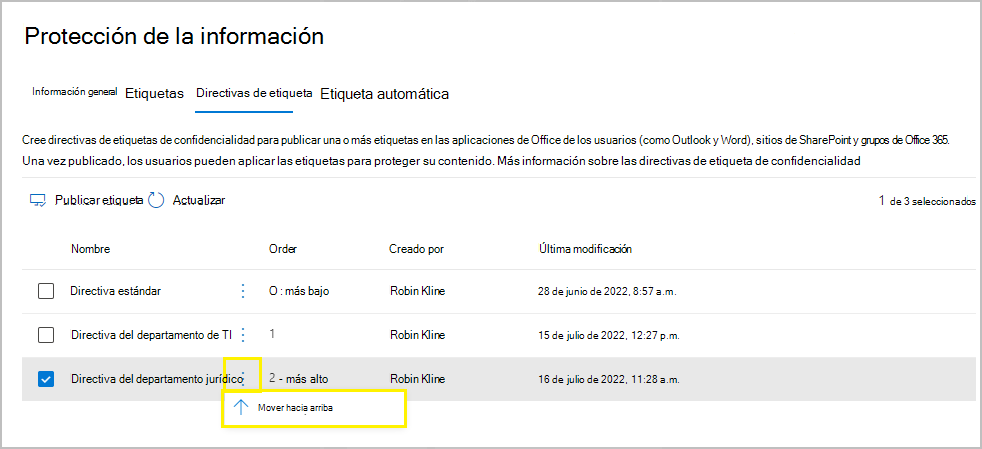 Protección de la información
Información general Etiquetas Directivas de etiqueta Etiqueta automática
Cree directivas de etiquetas de confidencialidad para publicar una o más etiquetas en las aplicaciones de Office de los usuarios (como Outlook y Word), sitios de SharePoint y grupos de Office 365.
Una vez publicado, los usuarios pueden aplicar las etiquetas para proteger su contenido. Más información sobre las directivas de etiqueta de confidencialidad
Publicar etiqueta Actualizar 1 de 3 seleccionados
Nombre Order Creado por Última modificación
Directiva estándar O : más bajo Robin Kline 28 de junio de 2022, 8:57 a.m.
Directiva del departamento de TI 1 Robin Kline 15 de julio de 2022, 12:27 p.m.
Directiva del departamento jurídico 2 - más alto Robin Kline 16 de julio de 2022, 11:28 a.m.
Mover hacia arriba